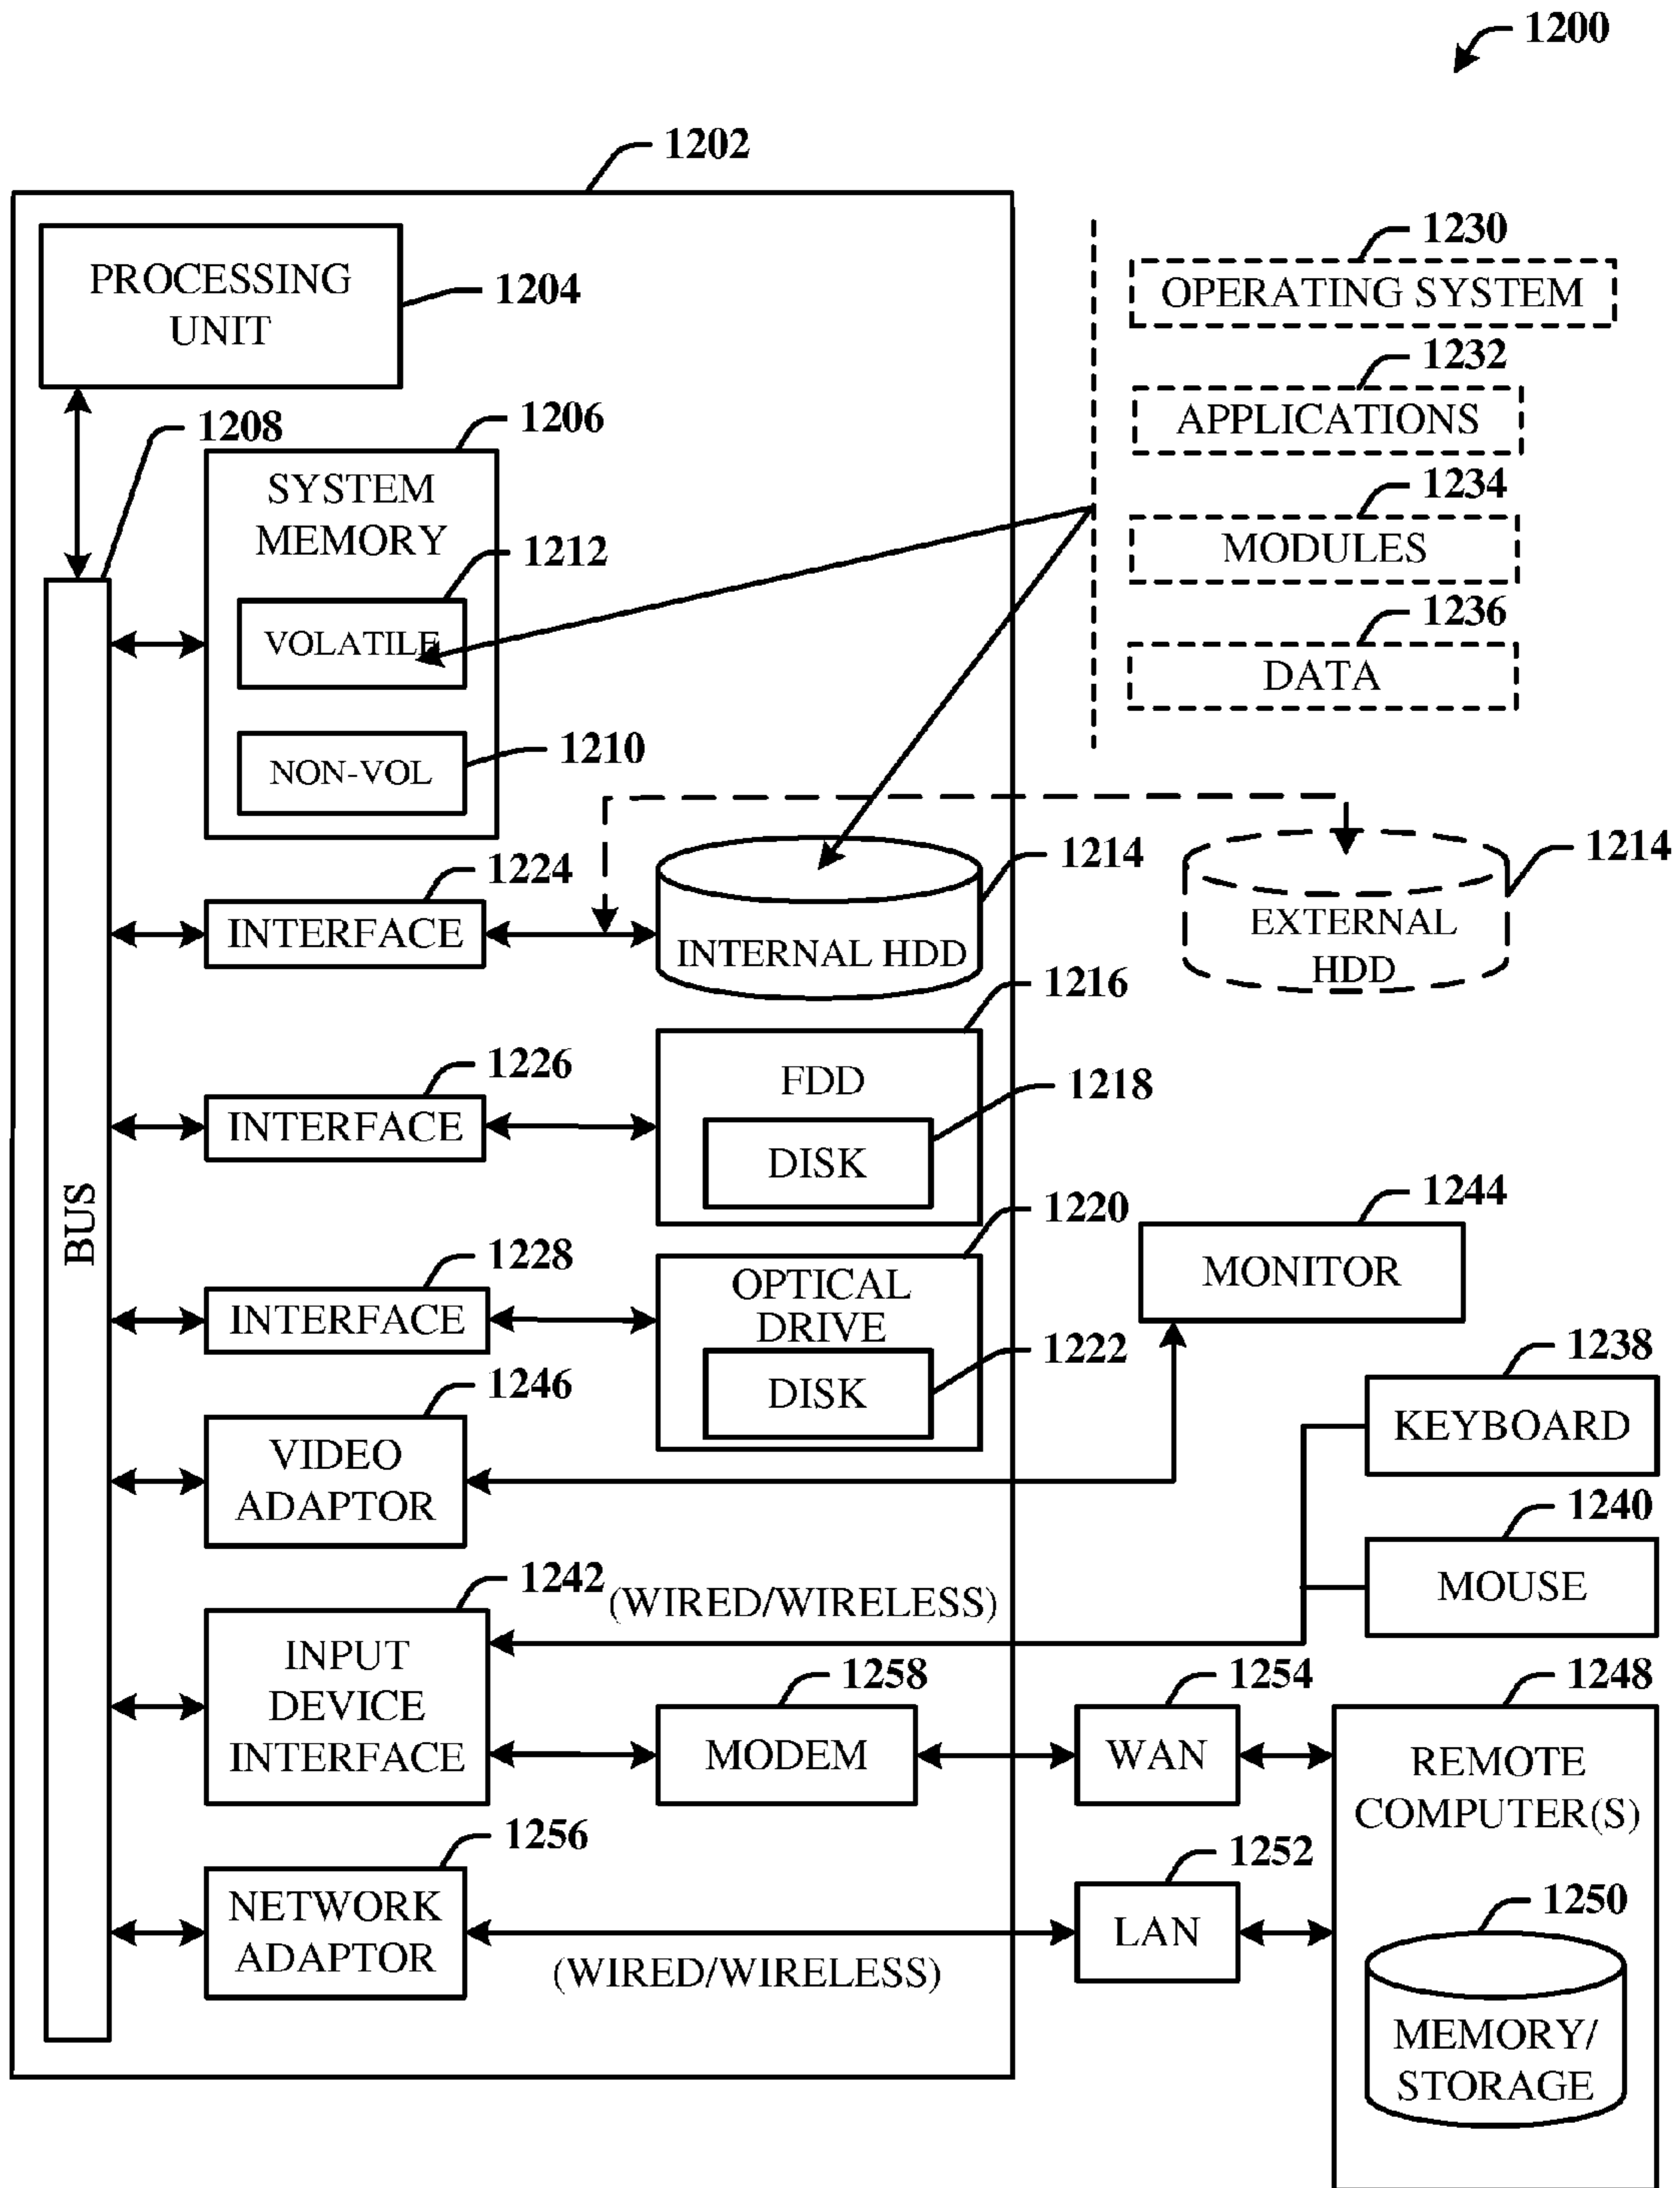 1200
1202
PROCESSING
UNIT
1204
1230
OPERATING SYSTEM
1232
APPLICATIONS
1234
MODULES
1236
DATA
1208
1206
SYSTEM
MEMORY
1212
VOLATILE
1210
NON-VOL
BUS
1224
INTERFACE
1214
INTERNAL HDD
1214
EXTERNAL
HDD
1226
INTERFACE
1216
FDD
1218
DISK
1228
INTERFACE
1220
OPTICAL
DRIVE
1222
DISK
1244
MONITOR
1246
VIDEO
ADAPTOR
1238
KEYBOARD
1240
MOUSE
1242
(WIRED/WIRELESS)
INPUT
DEVICE
INTERFACE
1258
MODEM
1254
WAN
1248
REMOTE
COMPUTER(S)
1256
NETWORK
ADAPTOR
(WIRED/WIRELESS)
1252
LAN
1250
MEMORY/
STORAGE